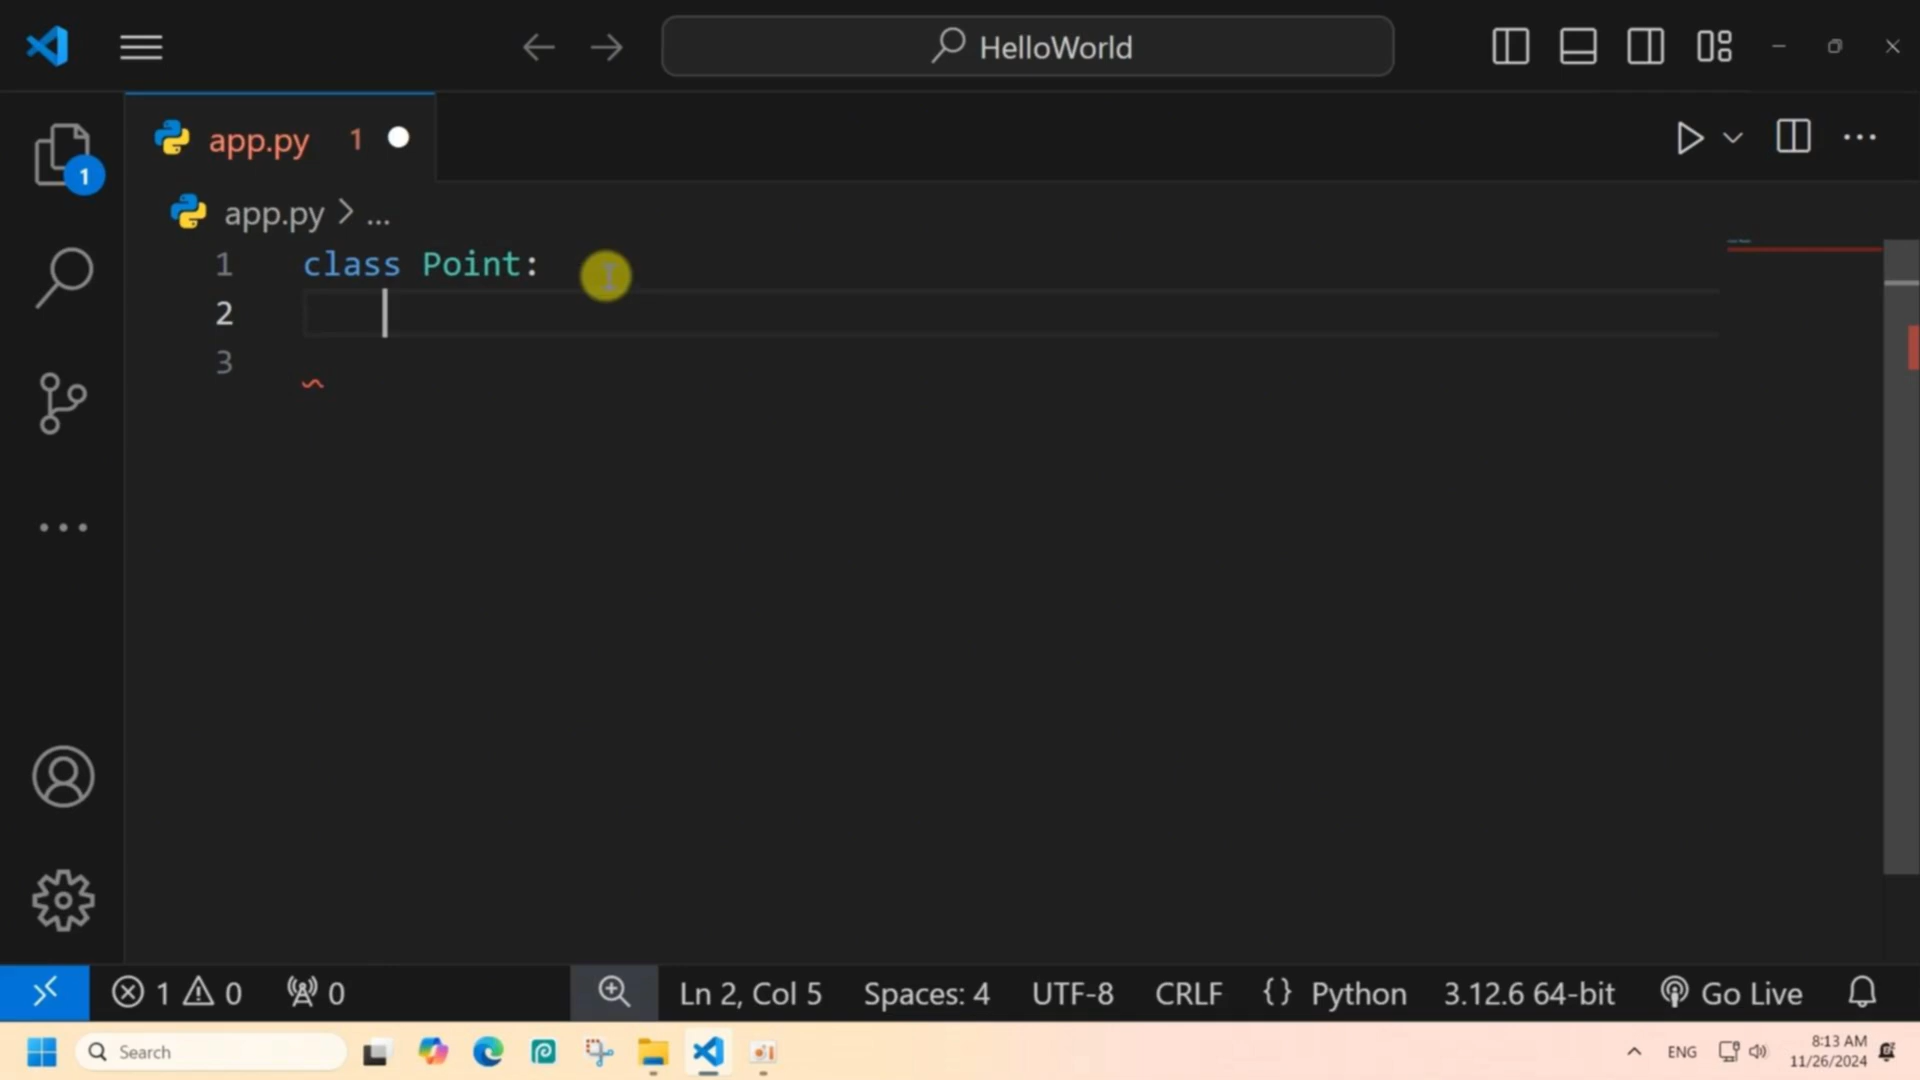 HelloWorld
app.py 1
1
app.py > ...
1 class Point:
2
3
1 0 0
Ln 2, Col 5 Spaces: 4 UTF-8 CRLF {} Python 3.12.6 64-bit Go Live
Search
ENG
8:13 AM
11/26/2024